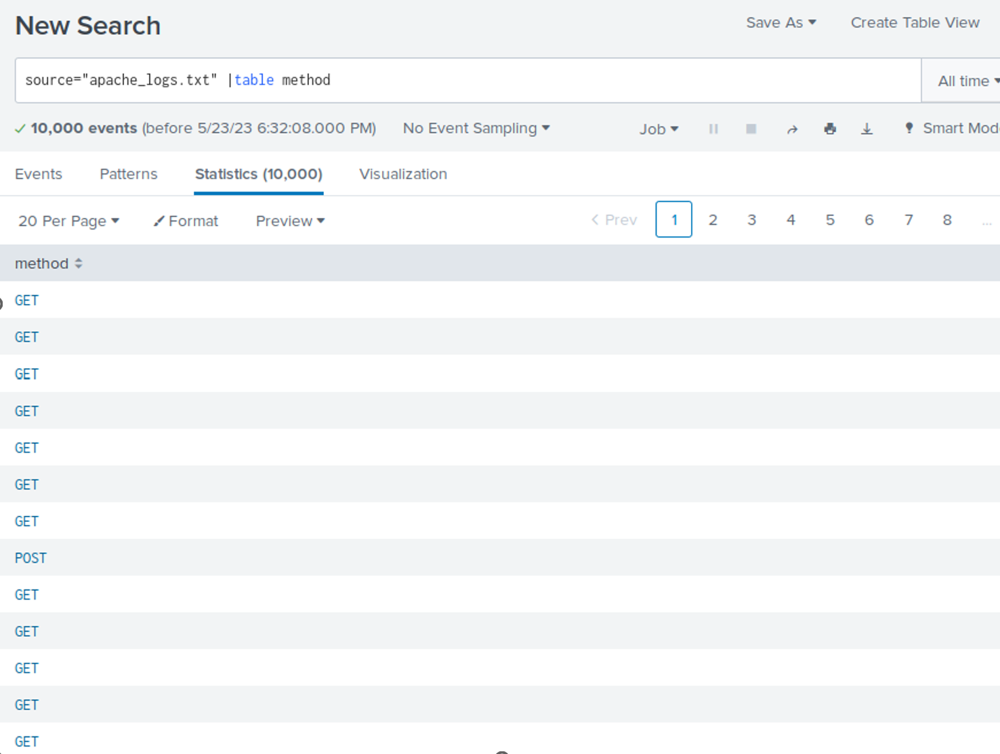 New Search
Save As
Create Table View
source="apache_logs.txt" |table method
All time
10,000 events (before 5/23/23 6:32:08.000 PM)
No Event Sampling
Job
Smart Mod
Events
Patterns
Statistics (10,000)
Visualization
20 Per Page
Format
Preview
< Prev
1
2
3
4
5
6
7
8
...
method
GET
GET
GET
GET
GET
GET
GET
POST
GET
GET
GET
GET
GET